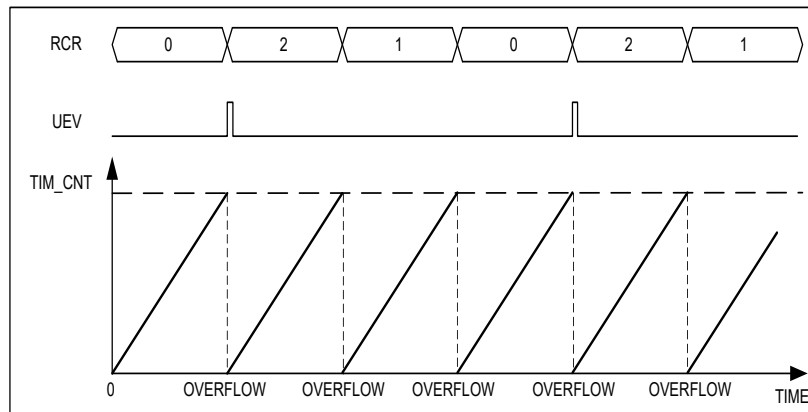 RCR 0 2 1 0 2 1
UEV
TIM_CNT
0 OVERFLOW OVERFLOW OVERFLOW OVERFLOW OVERFLOW TIME